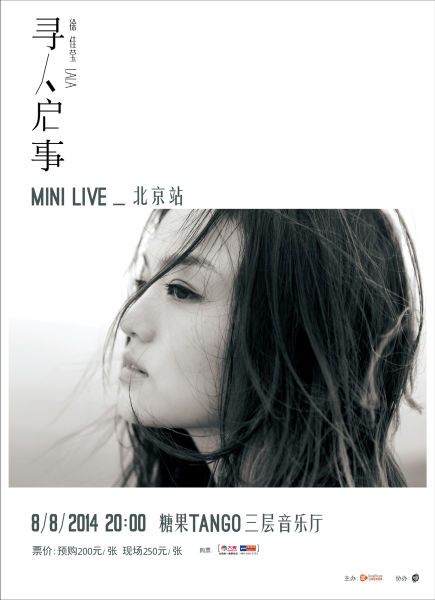 寻人启事
徐佳莹 LALA
MINI LIVE _ 北京站
8/8/2014 20:00 糖果TANGO三层音乐厅
票价: 预购200元/ 张 现场250元/ 张 购票:
主办: 协办: